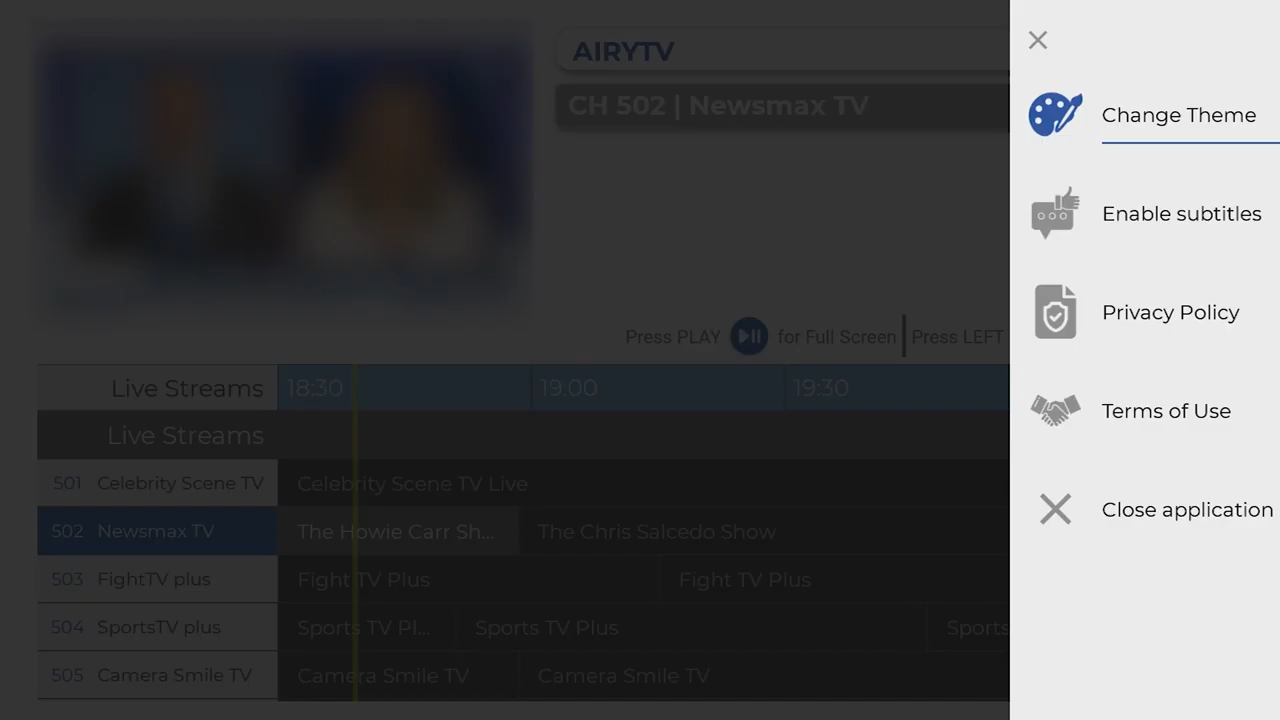 AIRYTV
CH 502 | Newsmax TV
Press PLAY for Full Screen | Press LEFT
Live Streams 18:30 19.00 19:30
Live Streams
501 Celebrity Scene TV Celebrity Scene TV Live
502 Newsmax TV The Howie Carr Sh... The Chris Salcedo Show
503 FightTV plus Fight TV Plus Fight TV Plus
504 SportsTV plus Sports TV Pl... Sports TV Plus Sports
505 Camera Smile TV Camera Smile TV Camera Smile TV
Change Theme
Enable subtitles
Privacy Policy
Terms of Use
Close application